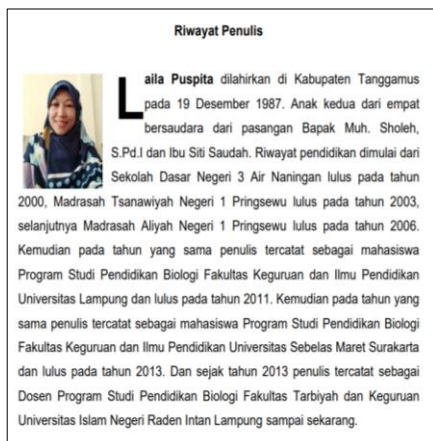 Riwayat Penulis
Laila Puspita dilahirkan di Kabupaten Tanggamus
pada 19 Desember 1987. Anak kedua dari empat
bersaudara dari pasangan Bapak Muh. Sholeh,
S.Pd.I dan Ibu Siti Saudah. Riwayat pendidikan dimulai dari
Sekolah Dasar Negeri 3 Air Naningan lulus pada tahun
2000, Madrasah Tsanawiyah Negeri 1 Pringsewu lulus pada tahun 2003,
selanjutnya Madrasah Aliyah Negeri 1 Pringsewu lulus pada tahun 2006.
Kemudian pada tahun yang sama penulis tercatat sebagai mahasiswa
Program Studi Pendidikan Biologi Fakultas Keguruan dan Ilmu Pendidikan
Universitas Lampung dan lulus pada tahun 2011. Kemudian pada tahun yang
sama penulis tercatat sebagai mahasiswa Program Studi Pendidikan Biologi
Fakultas Keguruan dan Ilmu Pendidikan Universitas Sebelas Maret Surakarta
dan lulus pada tahun 2013. Dan sejak tahun 2013 penulis tercatat sebagai
Dosen Program Studi Pendidikan Biologi Fakultas Tarbiyah dan Keguruan
Universitas Islam Negeri Raden Intan Lampung sampai sekarang.